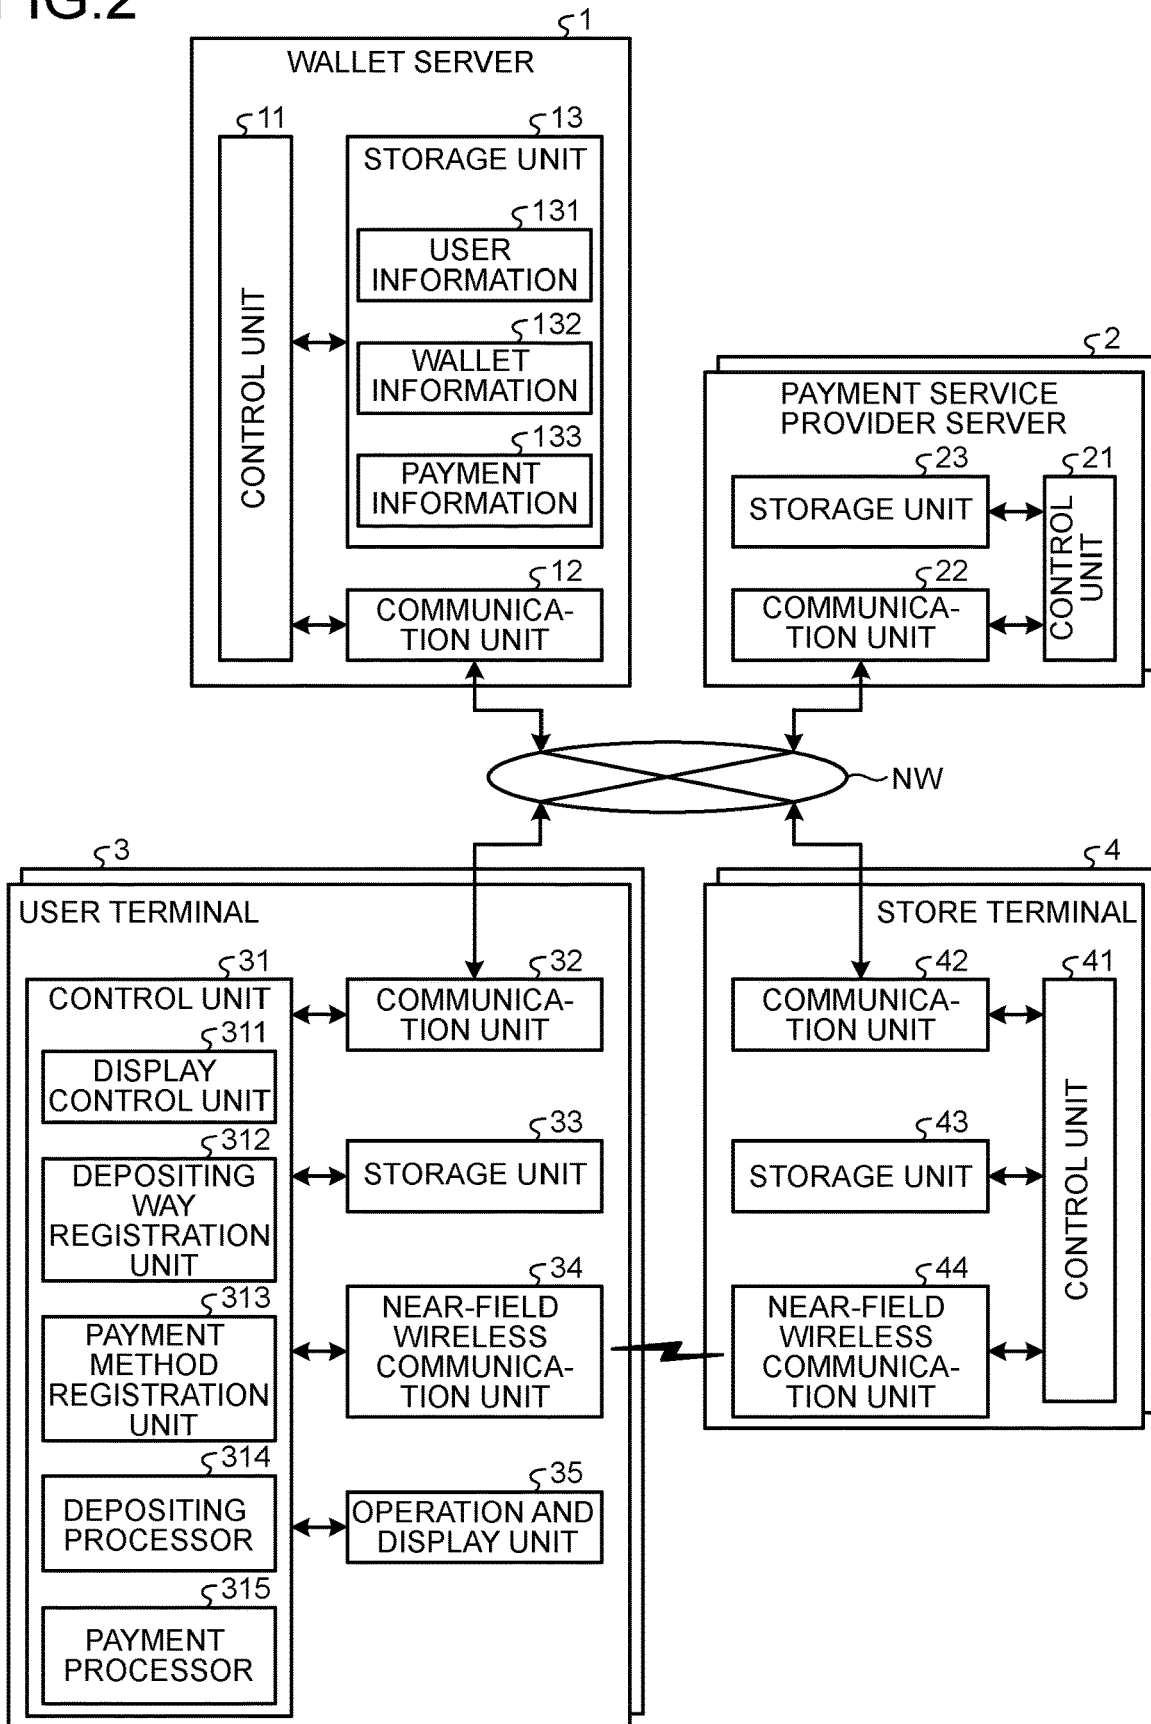 FIG.2
1
WALLET SERVER
11
CONTROL UNIT
13
STORAGE UNIT
131
USER
INFORMATION
132
WALLET
INFORMATION
133
PAYMENT
INFORMATION
12
COMMUNICA-
TION UNIT
2
PAYMENT SERVICE
PROVIDER SERVER
23
STORAGE UNIT
21
CONTROL
UNIT
22
COMMUNICA-
TION UNIT
NW
3
USER TERMINAL
31
CONTROL UNIT
311
DISPLAY
CONTROL UNIT
312
DEPOSITING
WAY
REGISTRATION
UNIT
313
PAYMENT
METHOD
REGISTRATION
UNIT
314
DEPOSITING
PROCESSOR
315
PAYMENT
PROCESSOR
32
COMMUNICA-
TION UNIT
33
STORAGE UNIT
34
NEAR-FIELD
WIRELESS
COMMUNICA-
TION UNIT
35
OPERATION AND
DISPLAY UNIT
4
STORE TERMINAL
42
COMMUNICA-
TION UNIT
41
CONTROL UNIT
43
STORAGE UNIT
44
NEAR-FIELD
WIRELESS
COMMUNICA-
TION UNIT